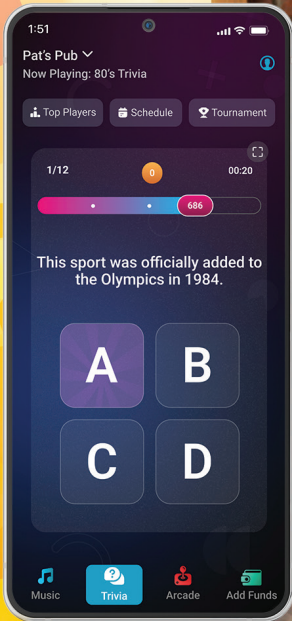 1:51
Pat's Pub
Now Playing: 80's Trivia
Top Players
Schedule
Tournament
1/12
0
00:20
686
This sport was officially added to
the Olympics in 1984.
A
B
C
D
Music
Trivia
Arcade
Add Funds